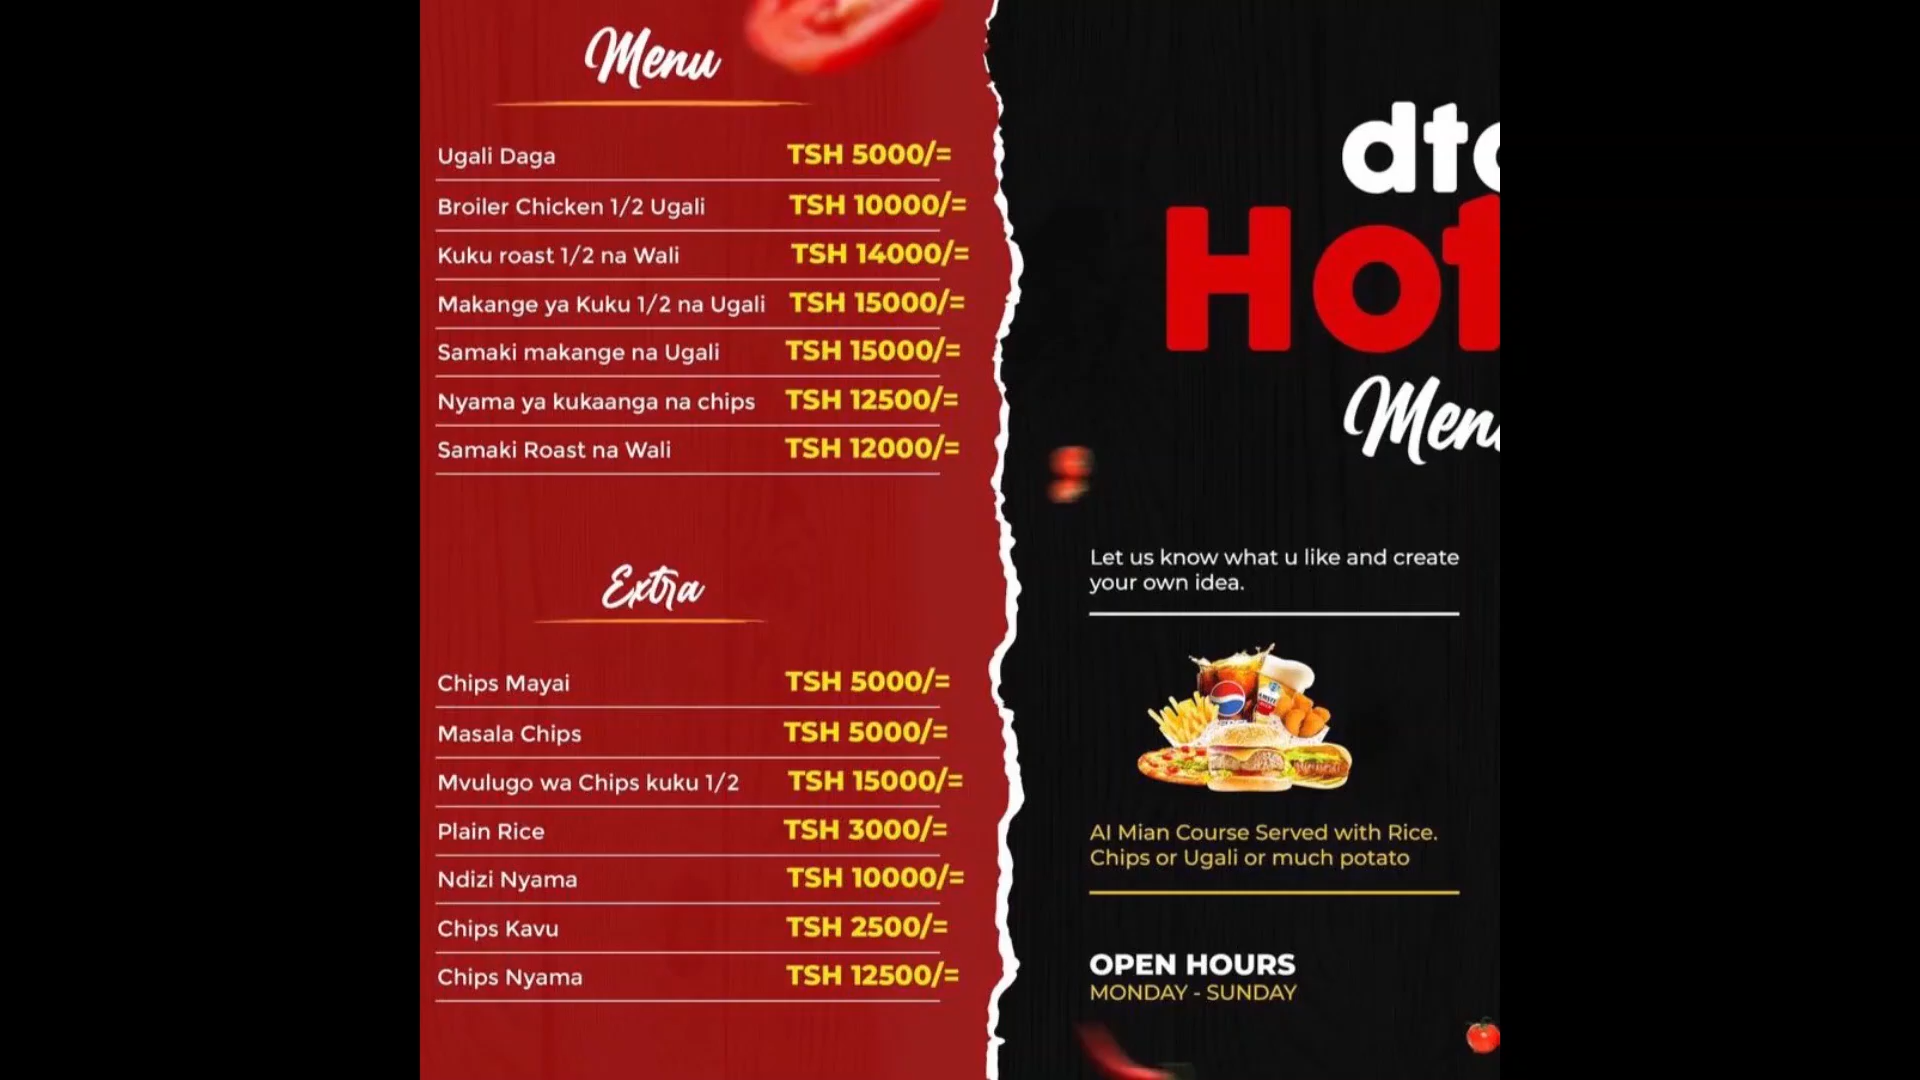 Menu
Ugali Daga TSH 5000/=
Broiler Chicken 1/2 Ugali TSH 10000/=
Kuku roast 1/2 na Wali TSH 14000/=
Makange ya Kuku 1/2 na Ugali TSH 15000/=
Samaki makange na Ugali TSH 15000/=
Nyama ya kukaanga na chips TSH 12500/=
Samaki Roast na Wali TSH 12000/=
Extra
Chips Mayai TSH 5000/=
Masala Chips TSH 5000/=
Mvulugo wa Chips kuku 1/2 TSH 15000/=
Plain Rice TSH 3000/=
Ndizi Nyama TSH 10000/=
Chips Kavu TSH 2500/=
Chips Nyama TSH 12500/=
Let us know what u like and create
your own idea.
Al Mian Course Served with Rice.
Chips or Ugali or much potato
OPEN HOURS
MONDAY - SUNDAY